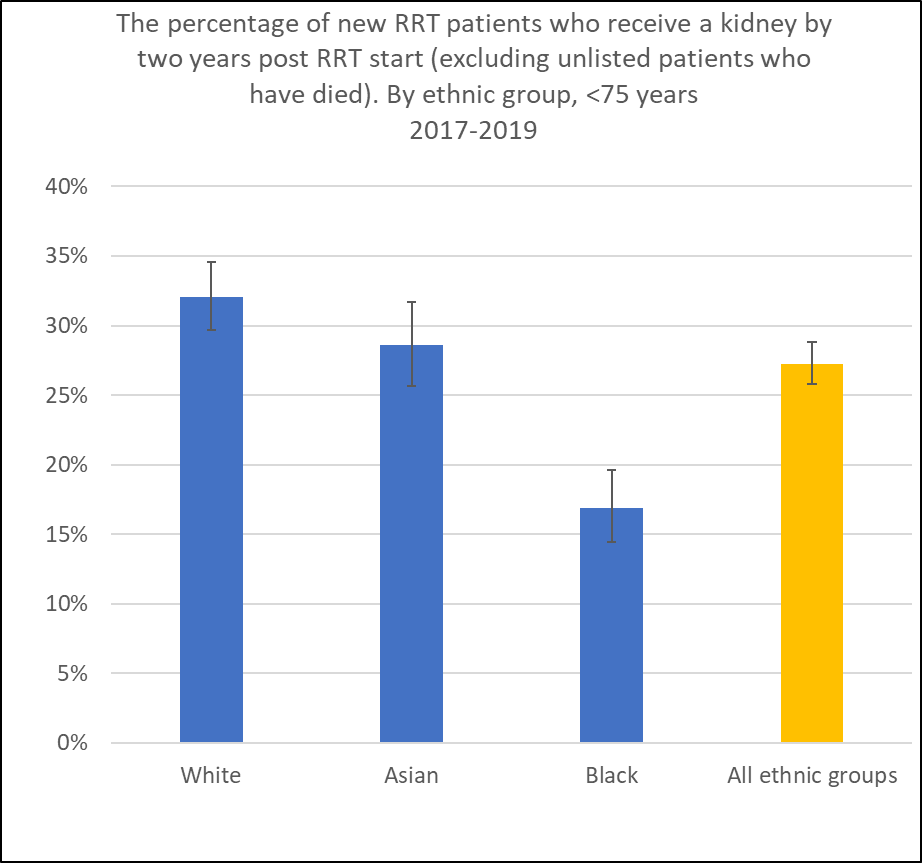 The percentage of new RRT patients who receive a kidney by
two years post RRT start (excluding unlisted patients who
have died). By ethnic group, <75 years
2017-2019
40%
35%
30%
25%
20%
15%
10%
5%
0%
White Asian Black All ethnic groups